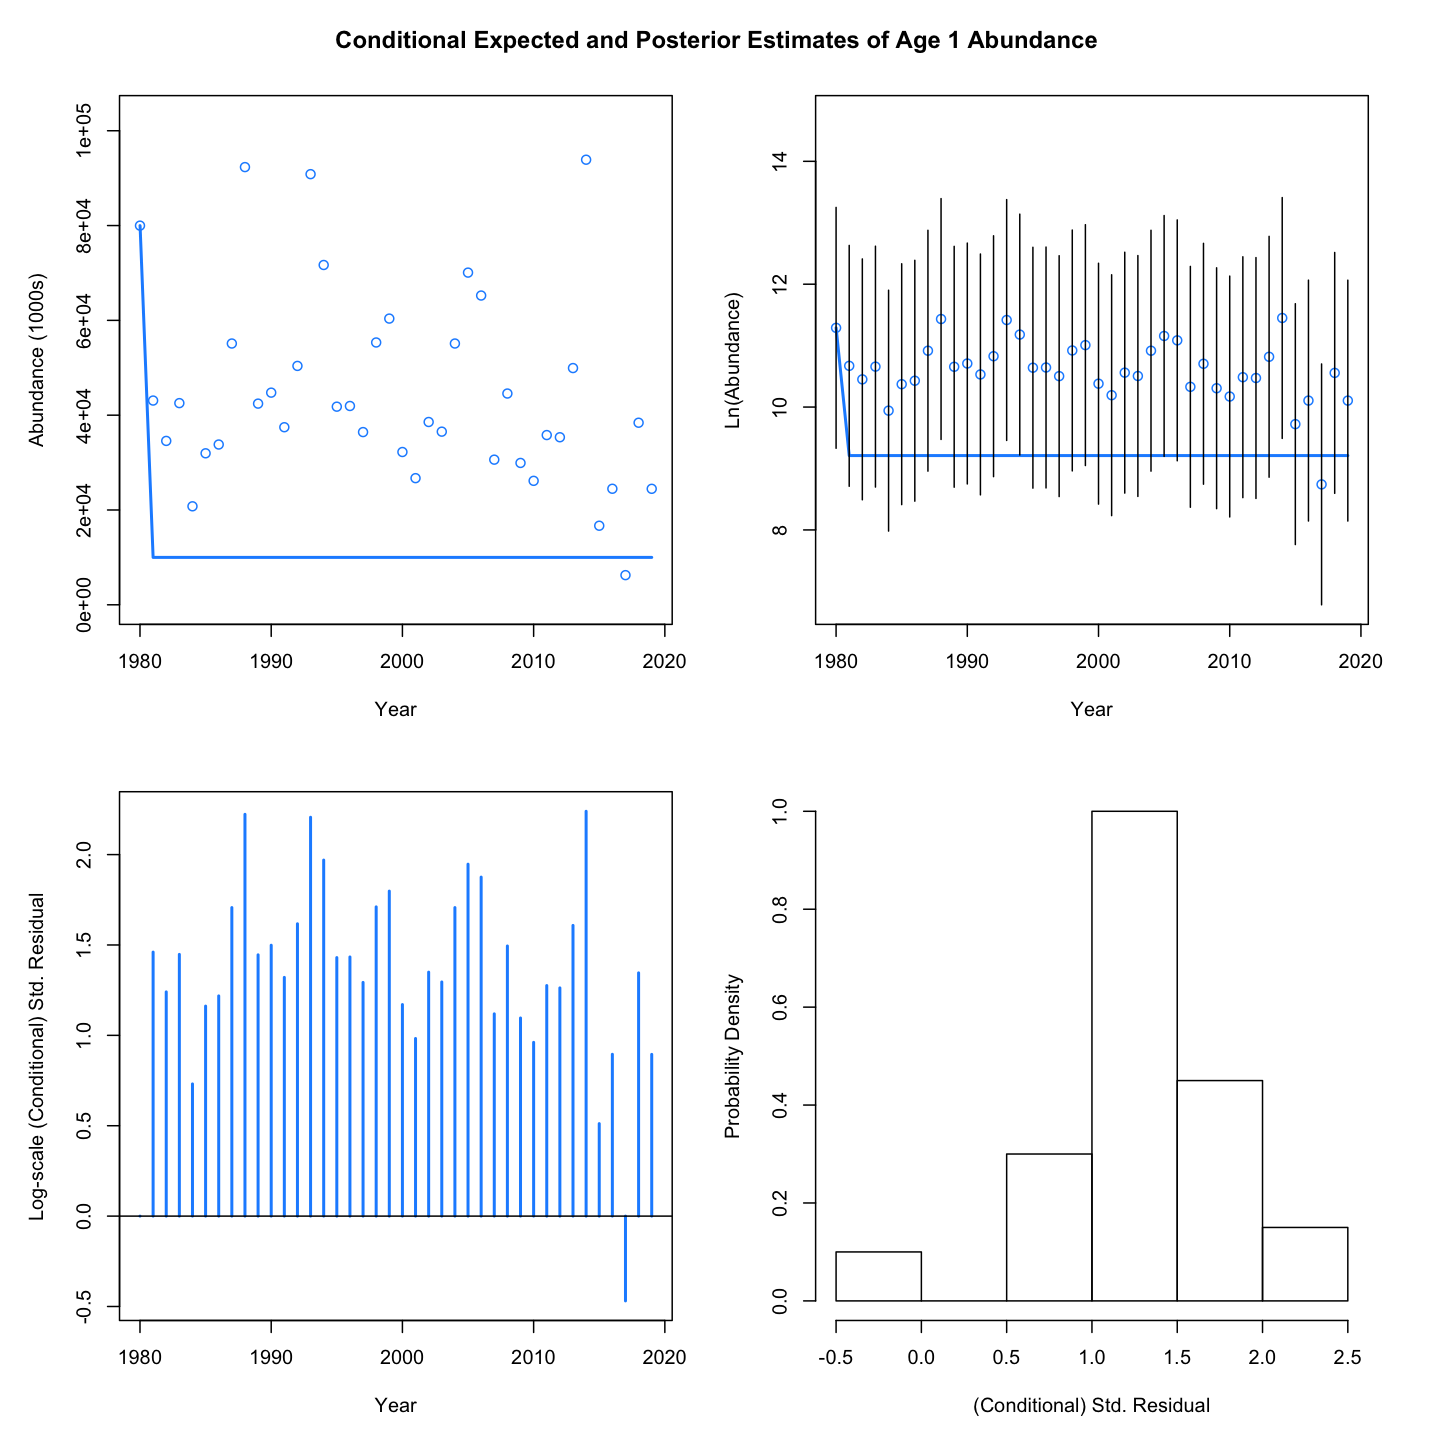 Conditional Expected and Posterior Estimates of Age 1 Abundance
Abundance (1000s)
1e+05
8e+04
6e+04
4e+04
2e+04
0e+00
1980 1990 2000 2010 2020
Year
Ln(Abundance)
14
12
10
8
1980 1990 2000 2010 2020
Year
Log-scale (Conditional) Std. Residual
2.0
1.5
1.0
0.5
0.0
-0.5
1980 1990 2000 2010 2020
Year
Probability Density
1.0
0.8
0.6
0.4
0.2
0.0
-0.5 0.0 0.5 1.0 1.5 2.0 2.5
(Conditional) Std. Residual